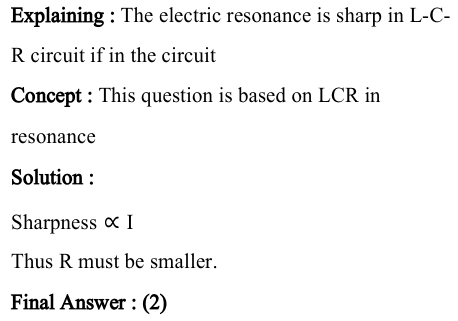 Explaining : The electric resonance is sharp in L-C-
R circuit if in the circuit
Concept : This question is based on LCR in
resonance
Solution :
Sharpness ∝ I
Thus R must be smaller.
Final Answer : (2)